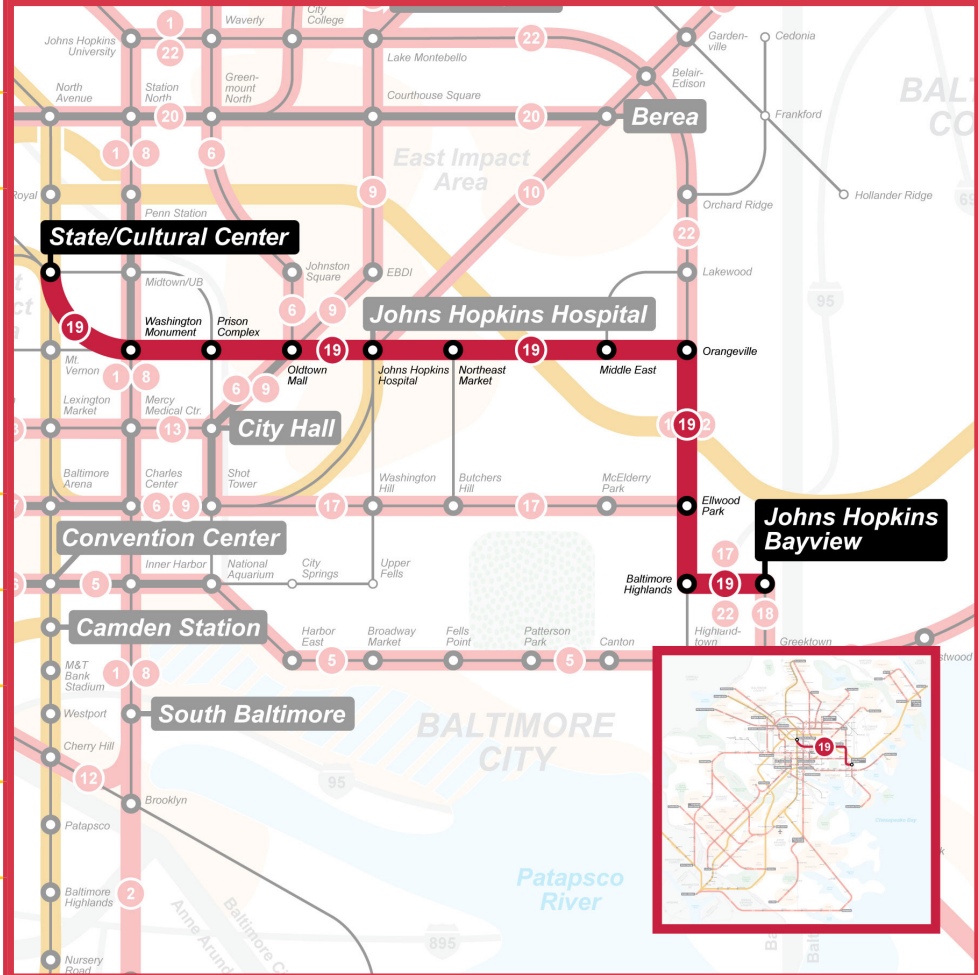 City
College
Waverly
1
22
22
Johns Hopkins
University
Lake Montebello
Garden-
ville
Cedonia
Green-
mount
North
Belair-
Edison
North
Avenue
Station
North
Courthouse Square
20
20
Berea
Frankford
BAL
CO
1
8
6
East Impact
Area
9
10
Royal
Penn Station
Orchard Ridge
Hollander Ridge
69
State/Cultural Center
22
Midtown/UB
Johnston
Square
EBDI
Lakewood
95
6
9
Johns Hopkins Hospital
19
Washington
Monument
Prison
Complex
19
19
Oldtown
Mall
Johns Hopkins
Hospital
Northeast
Market
Middle East
Orangeville
Mt.
Vernon
1
8
6
9
Lexington
Market
Mercy
Medical Ctr.
13
City Hall
19
Baltimore
Arena
Charles
Center
Shot
Tower
Washington
Hill
Butchers
Hill
McElderry
Park
6
9
17
17
Ellwood
Park
Johns Hopkins
Bayview
Convention Center
Inner Harbor
National
Aquarium
City
Springs
Upper
Fells
17
5
Baltimore
Highlands
19
22
18
Camden Station
Harbor
East
Broadway
Market
Fells
Point
Patterson
Park
Canton
Highland-
town
Greektown
5
5
stwood
M&T
Bank
Stadium
1
8
Westport
South Baltimore
BALTIMORE
CITY
19
Cherry Hill
12
95
Brooklyn
Patapsco
Patapsco
River
Baltimore
Highlands
2
Anne Arund
Baltimore C
895
Nursery
Road